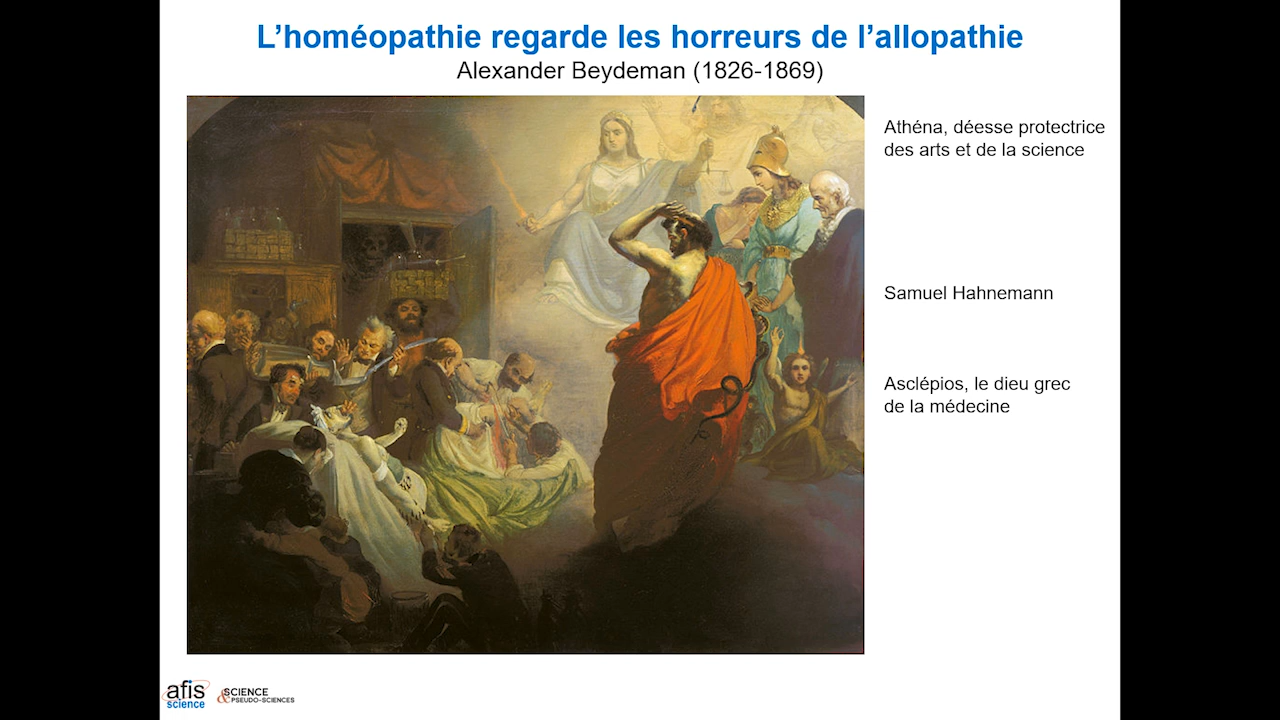 L’homéopathie regarde les horreurs de l’allopathie
Alexander Beydeman (1826-1869)
Athéna, déesse protectrice
des arts et de la science
Samuel Hahnemann
Asclépios, le dieu grec
de la médecine
afis
science
SCIENCE
& PSEUDO-SCIENCES